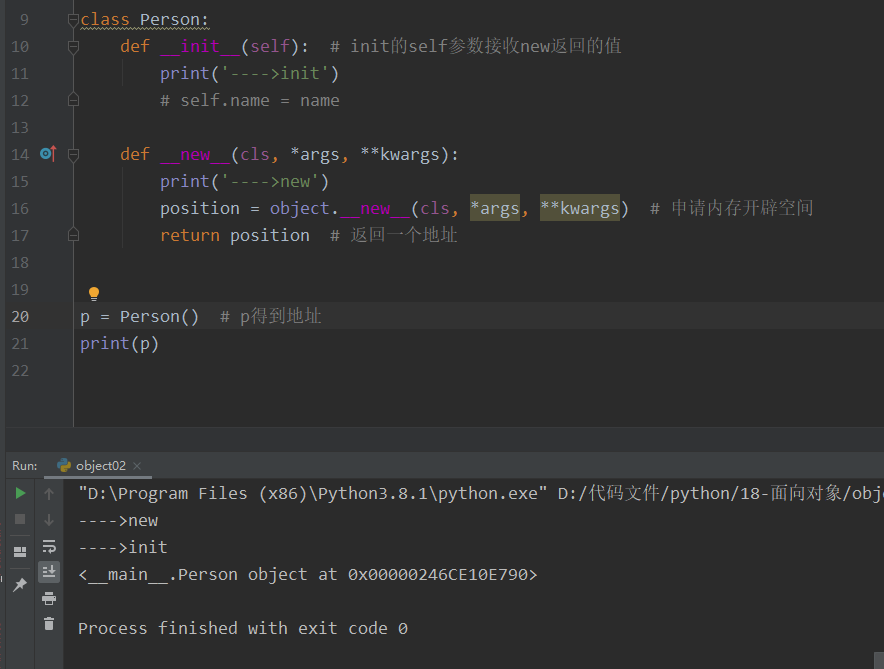 9 class Person:
10 def __init__(self): # init的self参数接收new返回的值
11 print('---->init')
12 # self.name = name
13
14 def __new__(cls, *args, **kwargs):
15 print('---->new')
16 position = object.__new__(cls, *args, **kwargs) # 申请内存开辟空间
17 return position # 返回一个地址
18
19
20 p = Person() # p得到地址
21 print(p)
22
Run: object02
"D:\Program Files (x86)\Python3.8.1\python.exe" D:/代码文件/python/18-面向对象/obj
---->new
---->init
<__main__.Person object at 0x00000246CE10E790>
Process finished with exit code 0